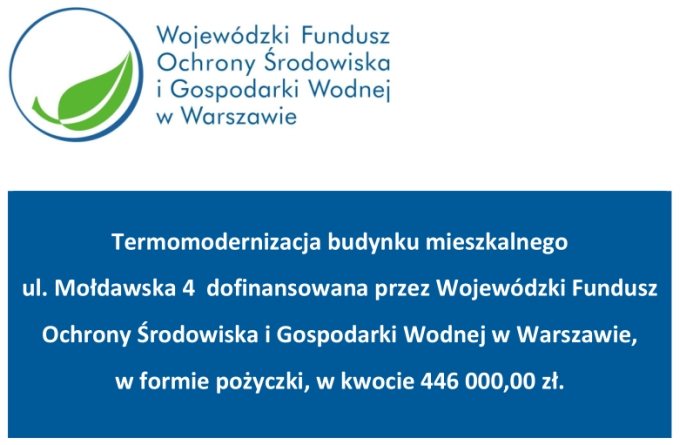 Wojewódzki Fundusz
Ochrony Środowiska
i Gospodarki Wodnej
w Warszawie
Termomodernizacja budynku mieszkalnego
ul. Mołdawska 4 dofinansowana przez Wojewódzki Fundusz
Ochrony Środowiska i Gospodarki Wodnej w Warszawie,
w formie pożyczki, w kwocie 446 000,00 zł.